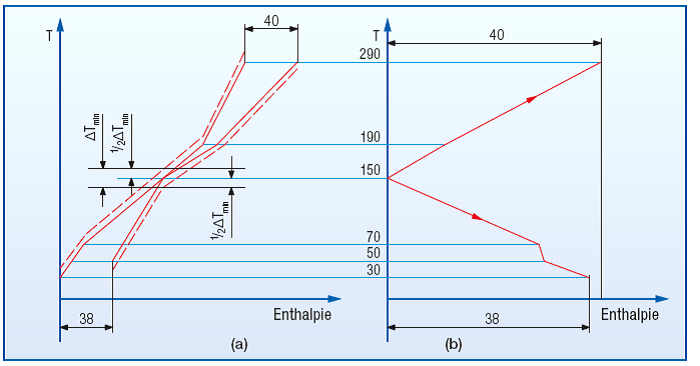 40
T
T
40
290
ΔTmin
1/2ΔTmin
190
150
1/2ΔTmin
70
50
30
38
Enthalpie
38
Enthalpie
(a)
(b)